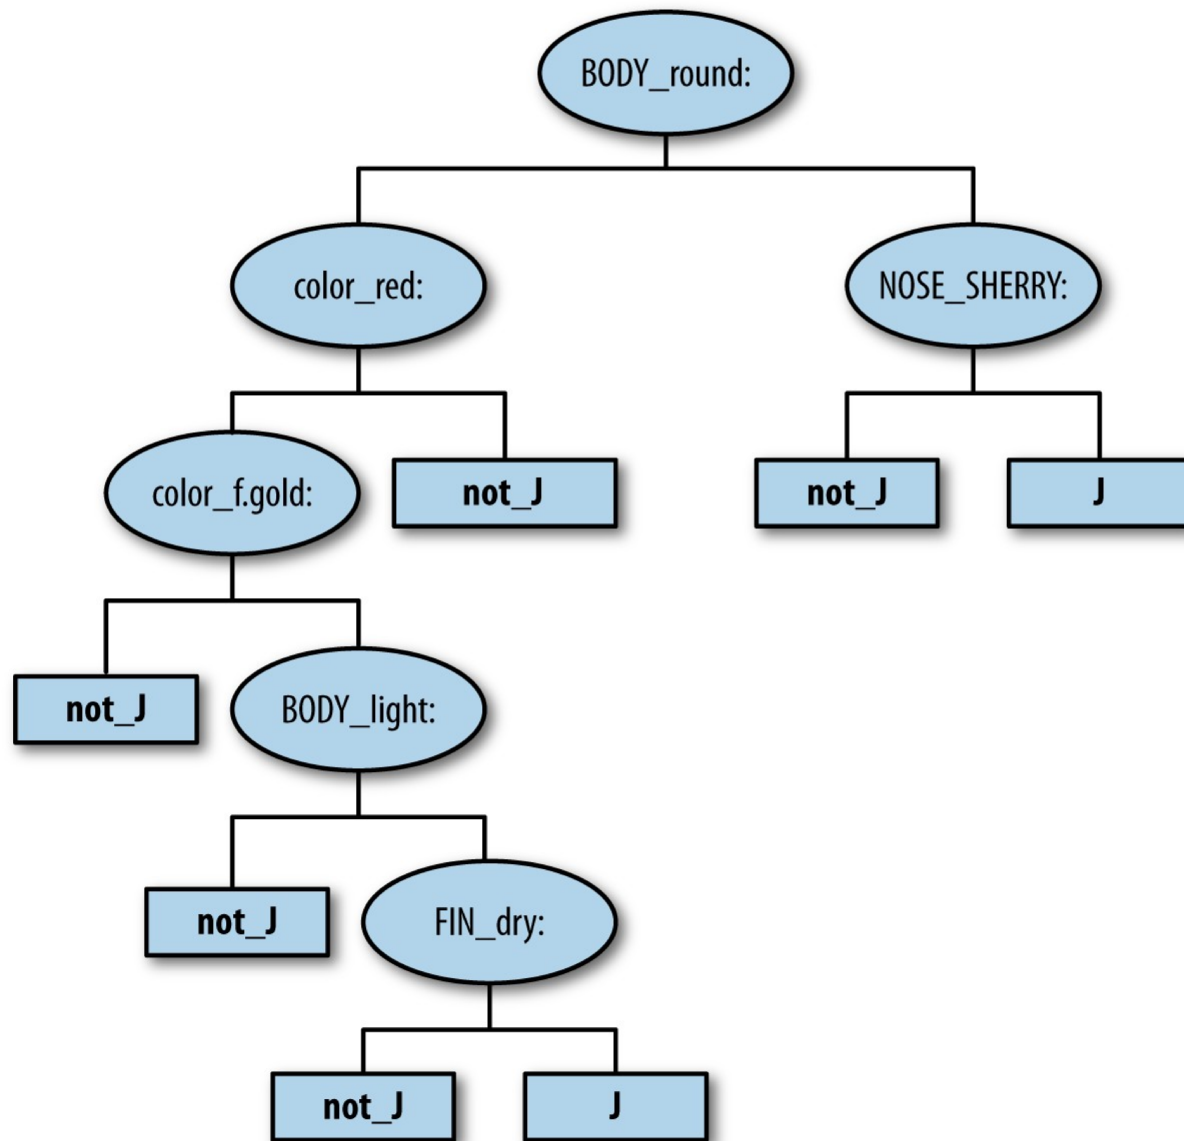 BODY_round:
color_red:
NOSE_SHERRY:
color_f.gold:
not_J
not_J
J
not_J
BODY_light:
not_J
FIN_dry:
not_J
J